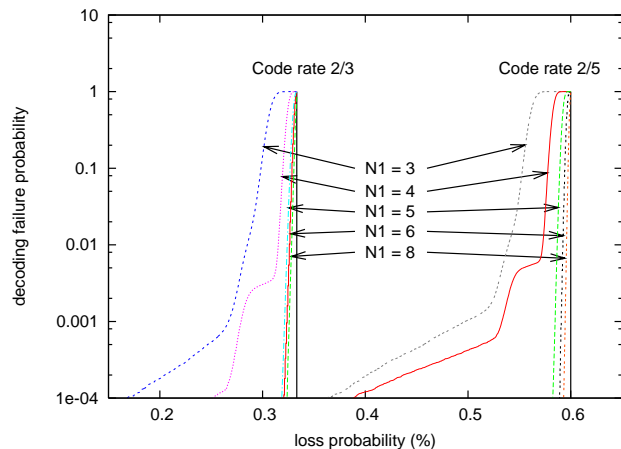 10
1
0.1
0.01
0.001
1e-04
decoding failure probability
Code rate 2/3
Code rate 2/5
N1 = 3
N1 = 4
N1 = 5
N1 = 6
N1 = 8
0.2
0.3
0.4
0.5
0.6
loss probability (%)